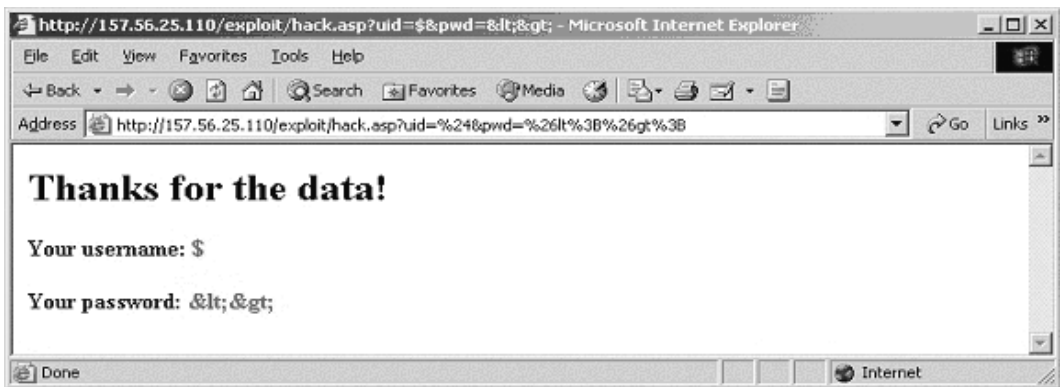 http://157.56.25.110/exploit/hack.asp?uid=$&pwd=&lt;&gt; - Microsoft Internet Explorer
File Edit View Favorites Tools Help
Back Search Favorites Media
Address http://157.56.25.110/exploit/hack.asp?uid=%24&pwd=%26lt%3B%26gt%3B Go Links »
Thanks for the data!
Your username: $
Your password: &lt;&gt;
Done Internet